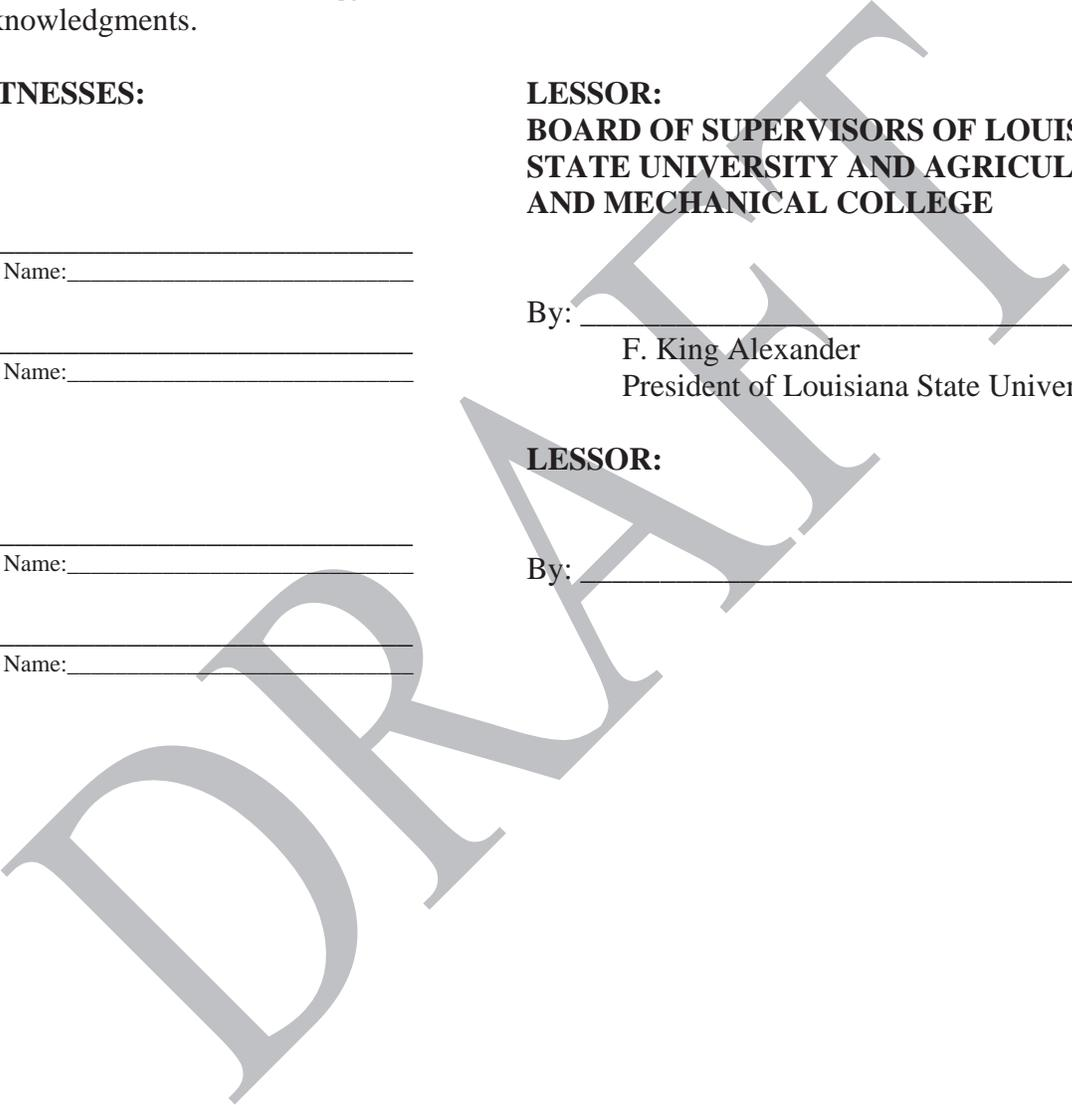 knowledgments.
TNESSES:
Name:
Name:
Name:
Name:
LESSOR:
BOARD OF SUPERVISORS OF LOUIS
STATE UNIVERSITY AND AGRICUL
AND MECHANICAL COLLEGE
By:
F. King Alexander
President of Louisiana State Univer
LESSOR:
By:
DRAFT